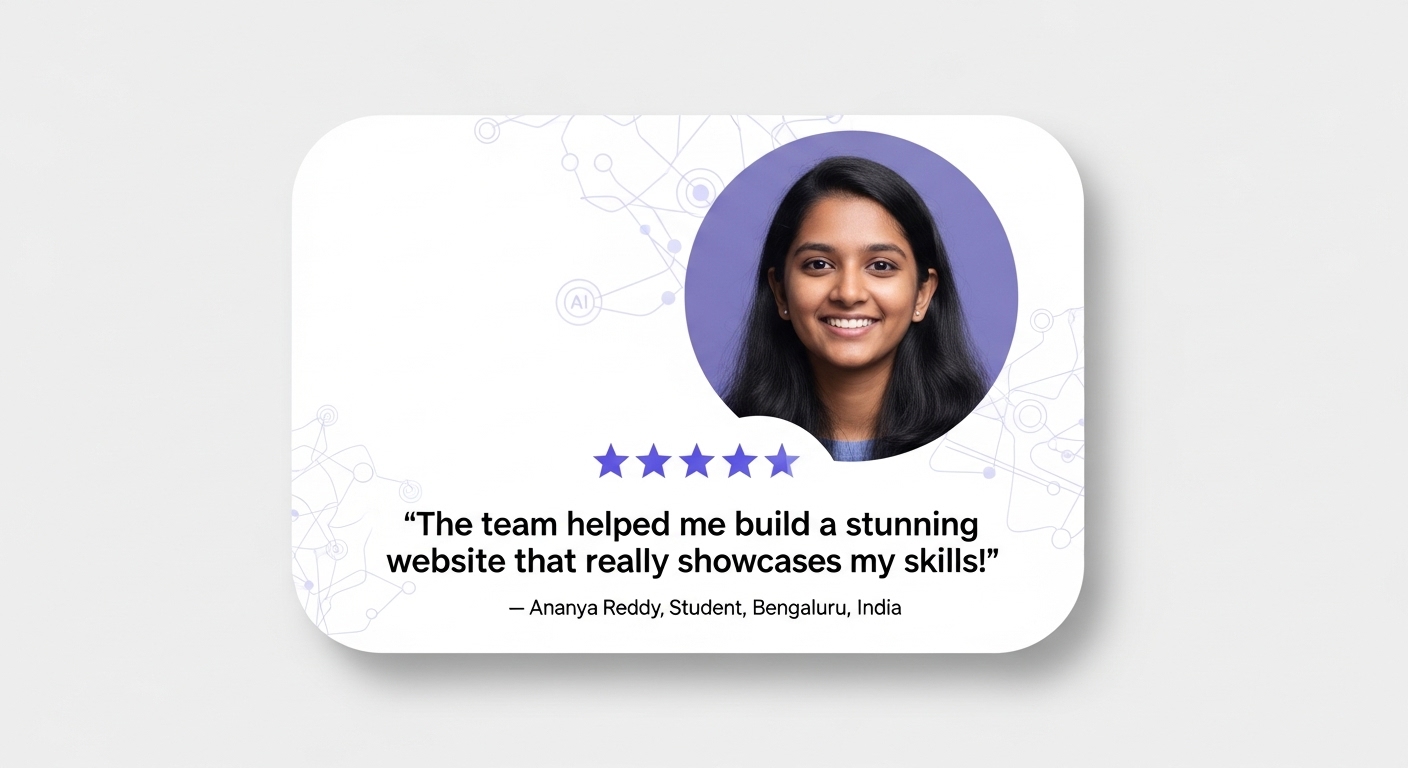 AI
“The team helped me build a stunning
website that really showcases my skills!”
— Ananya Reddy, Student, Bengaluru, India